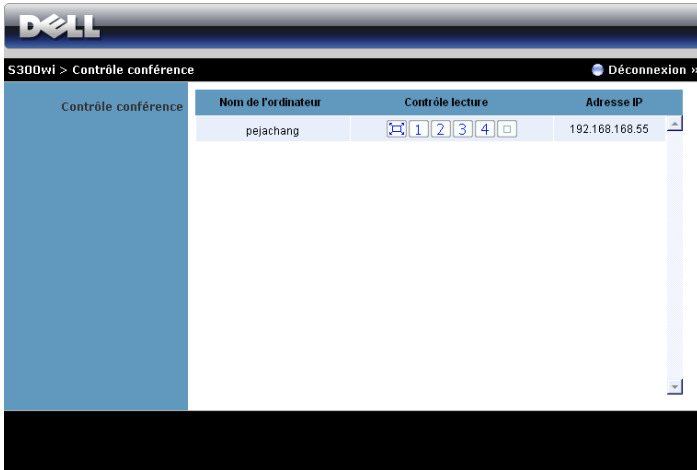 DELL
S300wi > Contrôle conférence
Déconnexion »
Contrôle conférence
Nom de l'ordinateur Contrôle lecture Adresse IP
pejachang 1 2 3 4 192.168.168.55